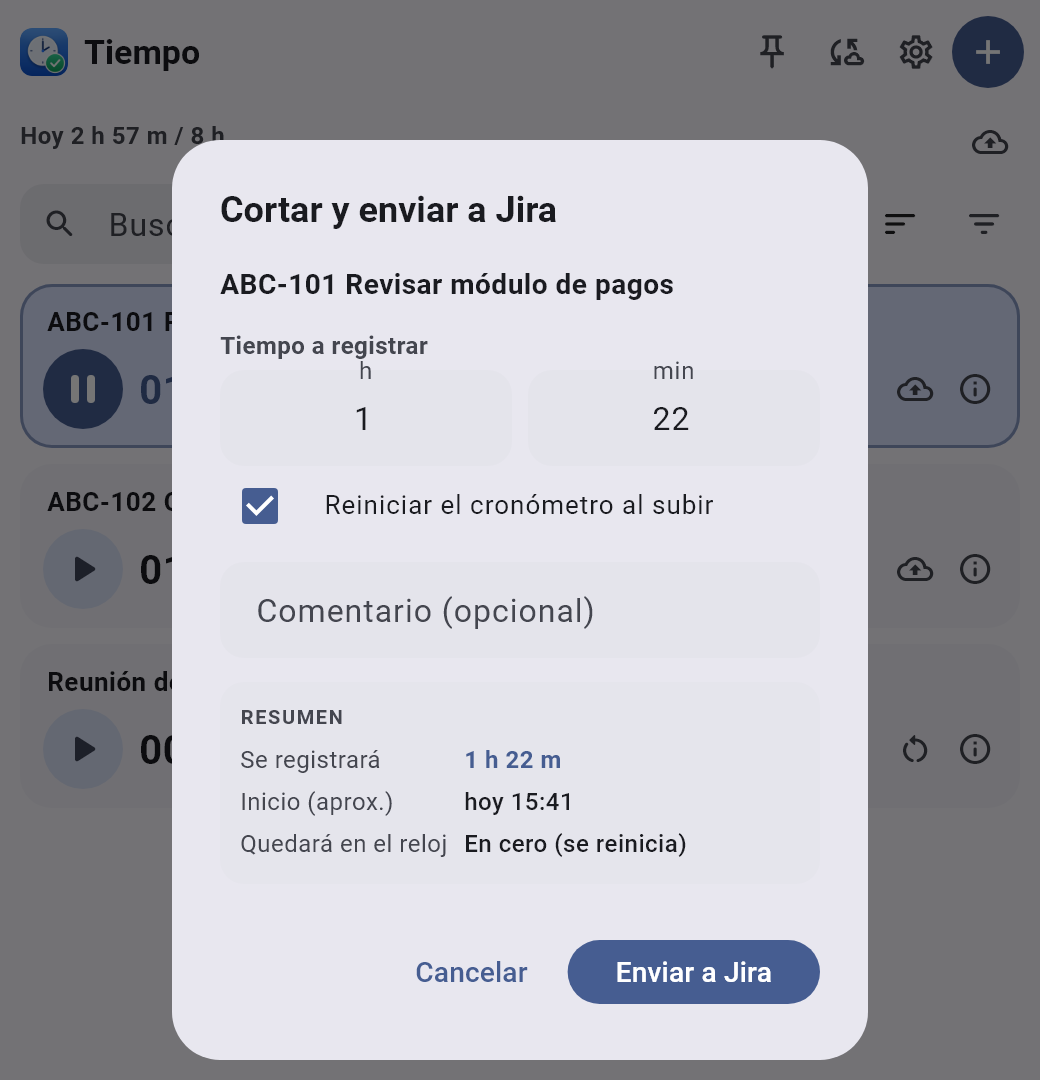 Tiempo
Hoy 2 h 57 m / 8 h
Cortar y enviar a Jira
ABC-101 Revisar módulo de pagos
Tiempo a registrar
h min
1 22
Reiniciar el cronómetro al subir
Comentario (opcional)
RESUMEN
Se registrará 1 h 22 m
Inicio (aprox.) hoy 15:41
Quedará en el reloj En cero (se reinicia)
Cancelar Enviar a Jira
ABC-101
ABC-102
Reunión